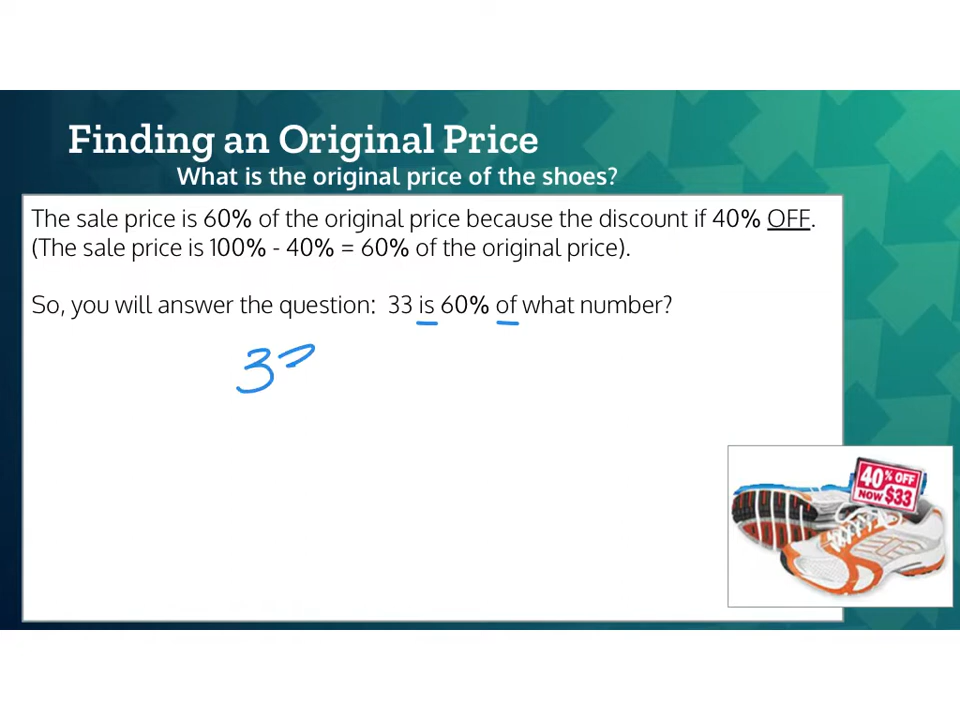 Finding an Original Price
What is the original price of the shoes?
The sale price is 60% of the original price because the discount if 40% OFF.
(The sale price is 100% - 40% = 60% of the original price).
So, you will answer the question: 33 is 60% of what number?
3
40% OFF
NOW $33